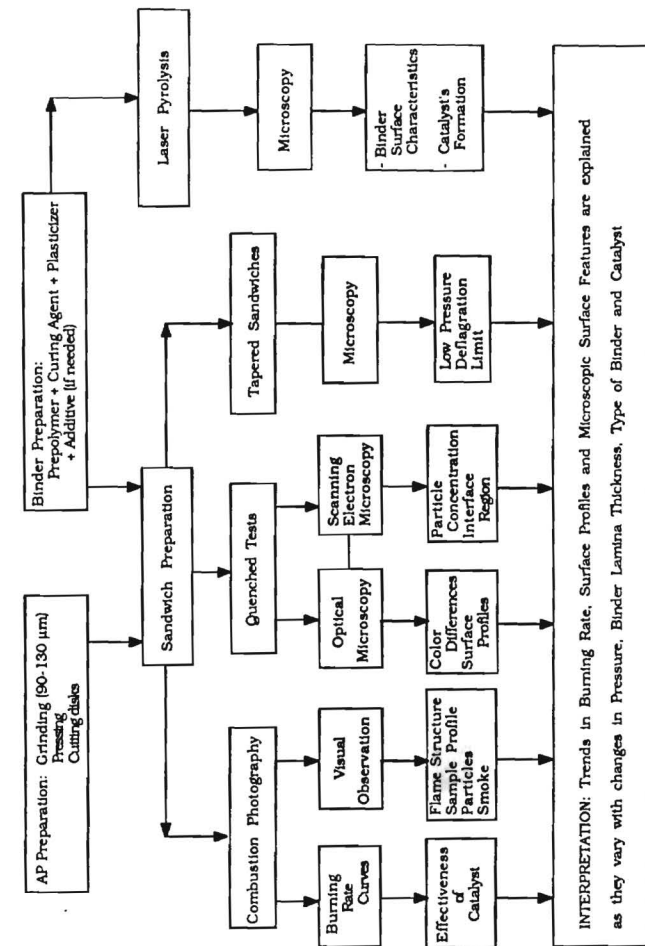 AP Preparation: Grinding (90-130 µm)
Pressing
Cutting disks
Binder Preparation:
Prepolymer + Curing Agent + Plasticizer
+ Additive (if needed)
Sandwich Preparation
Combustion Photography
Quenched Tests
Tapered Sandwiches
Laser Pyrolysis
Burning
Rate
Curves
Visual
Observation
Optical
Microscopy
Scanning
Electron
Microscopy
Microscopy
Microscopy
Effectiveness
of
Catalyst
Flame Structure
Sample Profile
Particles
Smoke
Color
Differences
Surface
Profiles
Particle
Concentration
Interface
Region
Low Pressure
Deflagration
Limit
- Binder
Surface
Characteristics
- Catalyst's
Formation
INTERPRETATION: Trends in Burning Rate, Surface Profiles and Microscopic Surface Features are explained
as they vary with changes in Pressure, Binder Lamina Thickness, Type of Binder and Catalyst